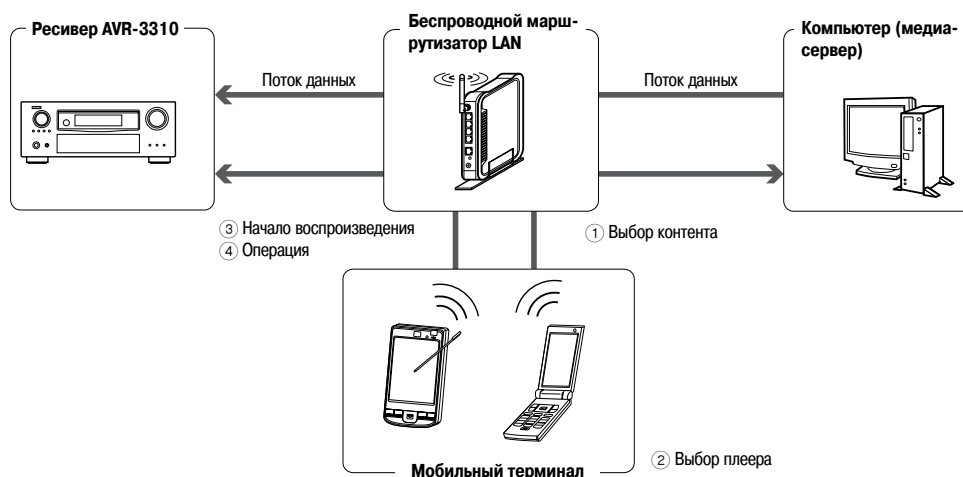 Ресивер AVR-3310
Беспроводной марш-
рутизатор LAN
Компьютер (медиа-
сервер)
Поток данных
Поток данных
③ Начало воспроизведения
④ Операция
① Выбор контента
② Выбор плеера
Мобильный терминал